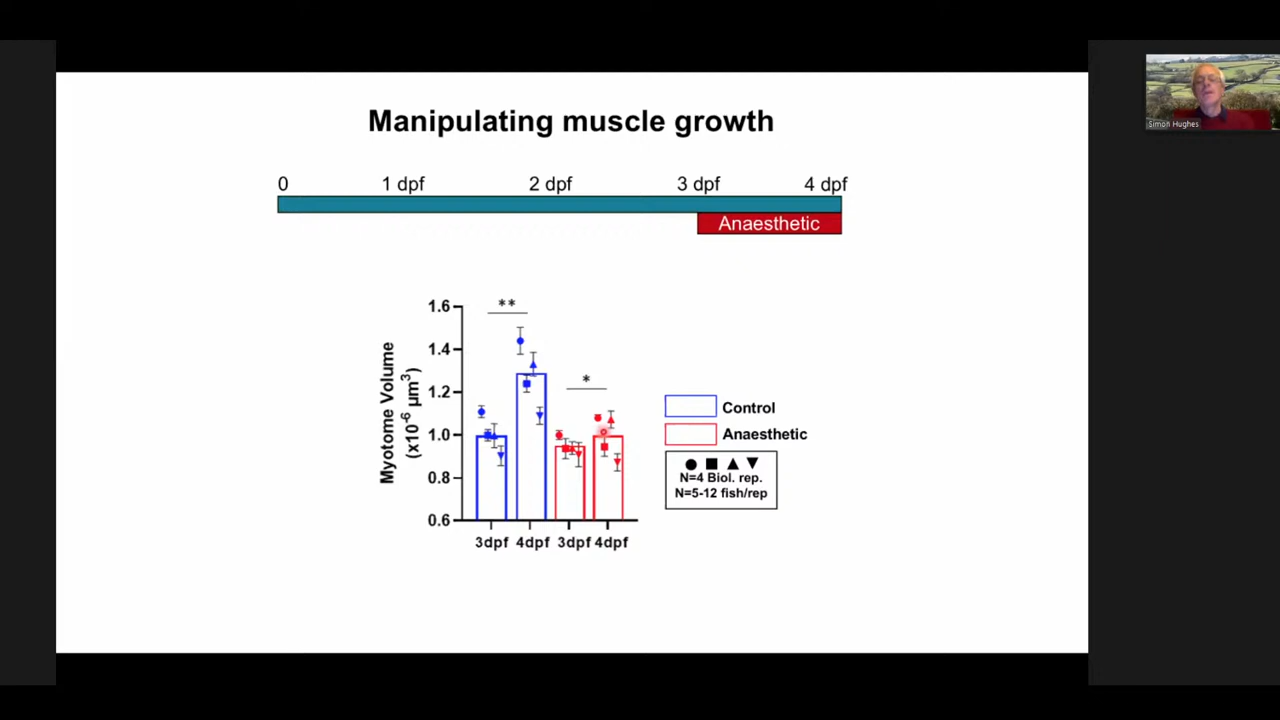 Simon Hughes
Manipulating muscle growth
0 1 dpf 2 dpf 3 dpf 4 dpf
Anaesthetic
Myotome Volume
(x10⁻⁶ µm³)
1.6
1.4
1.2
1.0
0.8
0.6
**
*
3dpf 4dpf 3dpf 4dpf
Control
Anaesthetic
N=4 Biol. rep.
N=5-12 fish/rep